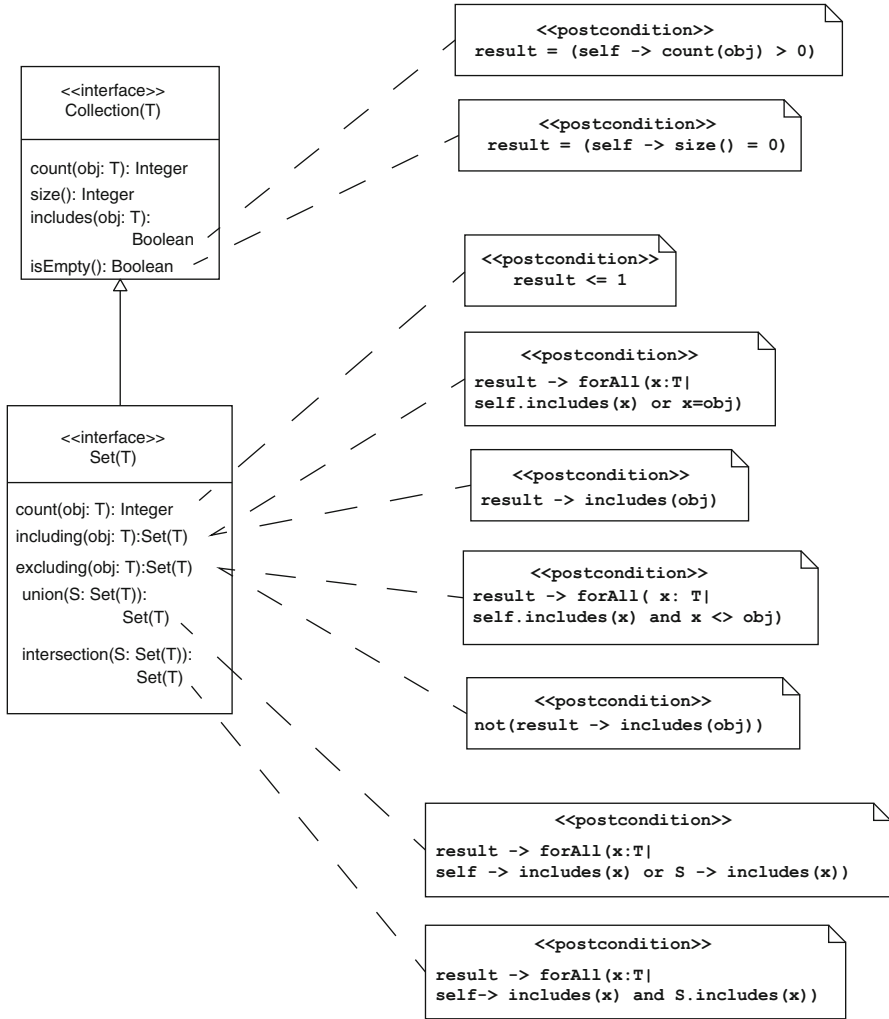 <<interface>>
Collection(T)
count(obj: T): Integer
size(): Integer
includes(obj: T):
Boolean
isEmpty(): Boolean
<<interface>>
Set(T)
count(obj: T): Integer
including(obj: T):Set(T)
excluding(obj: T):Set(T)
union(S: Set(T)):
Set(T)
intersection(S: Set(T)):
Set(T)
<<postcondition>>
result = (self -> count(obj) > 0)
<<postcondition>>
result = (self -> size() = 0)
<<postcondition>>
result <= 1
<<postcondition>>
result -> forAll(x:T|
self.includes(x) or x=obj)
<<postcondition>>
result -> includes(obj)
<<postcondition>>
result -> forAll( x: T|
self.includes(x) and x <> obj)
<<postcondition>>
not(result -> includes(obj))
<<postcondition>>
result -> forAll(x:T|
self -> includes(x) or S -> includes(x))
<<postcondition>>
result -> forAll(x:T|
self-> includes(x) and S.includes(x))